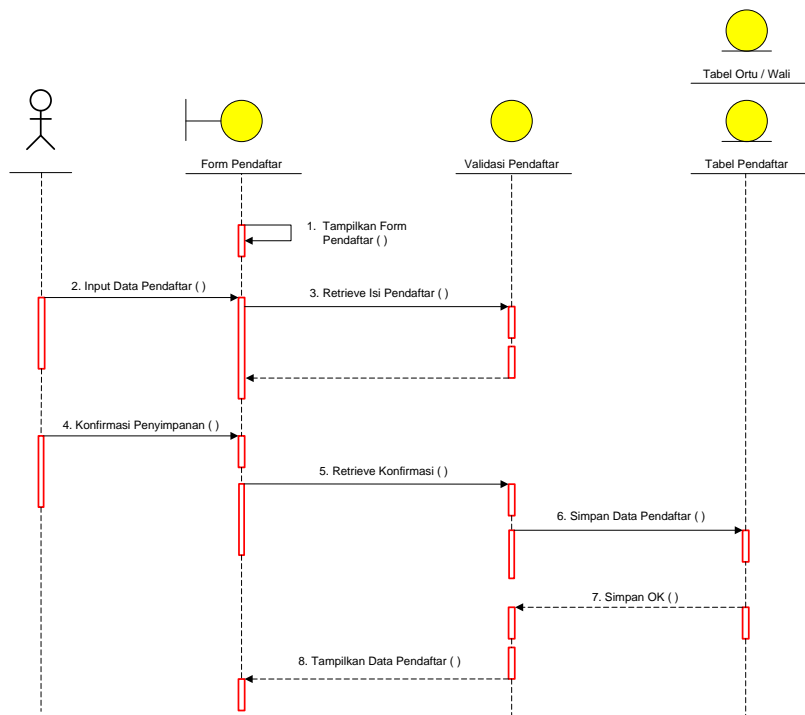 Tabel Ortu / Wali
Form Pendaftar
Validasi Pendaftar
Tabel Pendaftar
1. Tampilkan Form
Pendaftar ( )
2. Input Data Pendaftar ( )
3. Retrieve Isi Pendaftar ( )
4. Konfirmasi Penyimpanan ( )
5. Retrieve Konfirmasi ( )
6. Simpan Data Pendaftar ( )
7. Simpan OK ( )
8. Tampilkan Data Pendaftar ( )